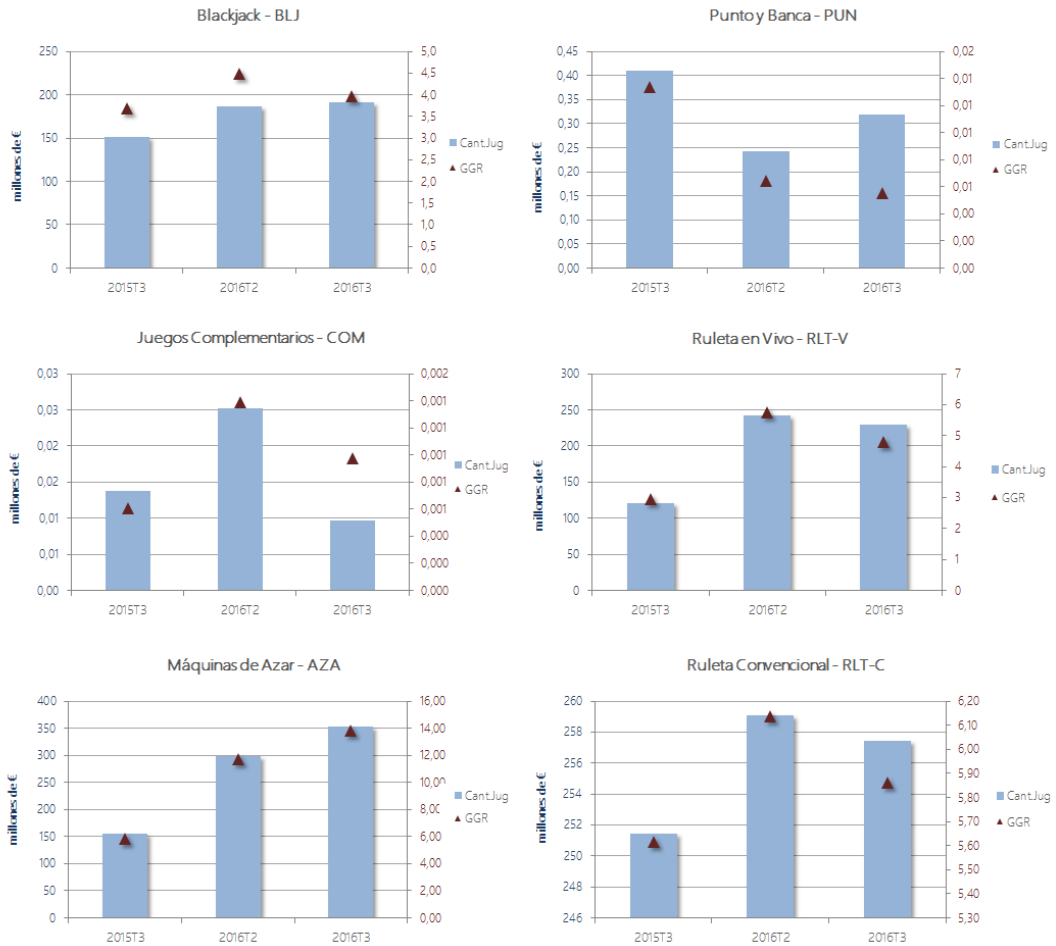 Blackjack - BLJ
250
200
150
100
50
0
millones de €
5,0
4,5
4,0
3,5
3,0
2,5
2,0
1,5
1,0
0,5
0,0
2015T3
2016T2
2016T3
Cant.Jug
GGR
Punto y Banca - PUN
0,45
0,40
0,35
0,30
0,25
0,20
0,15
0,10
0,05
0,00
millones de €
0,02
0,01
0,01
0,01
0,01
0,01
0,00
0,00
0,00
2015T3
2016T2
2016T3
Cant.Jug
GGR
Juegos Complementarios - COM
0,03
0,03
0,02
0,02
0,01
0,01
0,00
millones de €
0,002
0,001
0,001
0,001
0,001
0,001
0,000
0,000
0,000
2015T3
2016T2
2016T3
Cant.Jug
GGR
Ruleta en Vivo - RLT-V
300
250
200
150
100
50
0
millones de €
7
6
5
4
3
2
1
0
2015T3
2016T2
2016T3
Cant.Jug
GGR
Máquinas de Azar - AZA
400
350
300
250
200
150
100
50
0
millones de €
16,00
14,00
12,00
10,00
8,00
6,00
4,00
2,00
0,00
2015T3
2016T2
2016T3
Cant.Jug
GGR
Ruleta Convencional - RLT-C
260
258
256
254
252
250
248
246
millones de €
6,20
6,10
6,00
5,90
5,80
5,70
5,60
5,50
5,40
5,30
2015T3
2016T2
2016T3
Cant.Jug
GGR